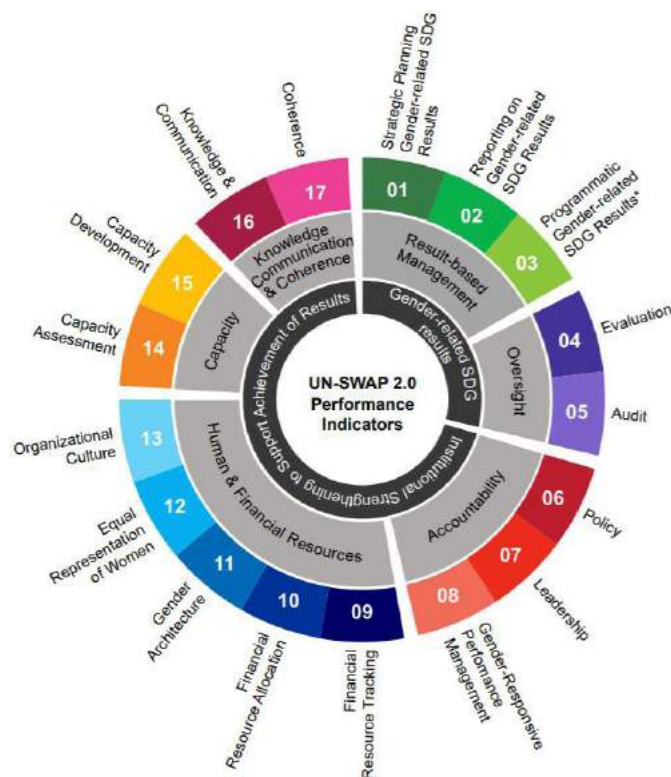 UN-SWAP 2.0
Performance
Indicators
Gender-related SDG
results
Institutional Strengthening to Support Achievement of Results
Result-based
Management
Oversight
Accountability
Human & Financial Resources
Capacity
Knowledge
Communication
& Coherence
01
Strategic Planning
Gender-related SDG
Results
02
Reporting on
Gender-related
SDG Results
03
Programmatic
Gender-related
SDG Results*
04
Evaluation
05
Audit
06
Policy
07
Leadership
08
Gender-Responsive
Perfomance
Management
09
Financial
Resource Tracking
10
Financial
Resource Allocation
11
Gender
Architecture
12
Equal
Representation
of Women
13
Organizational
Culture
14
Capacity
Assessment
15
Capacity
Development
16
Knowledge &
Communication
17
Coherence